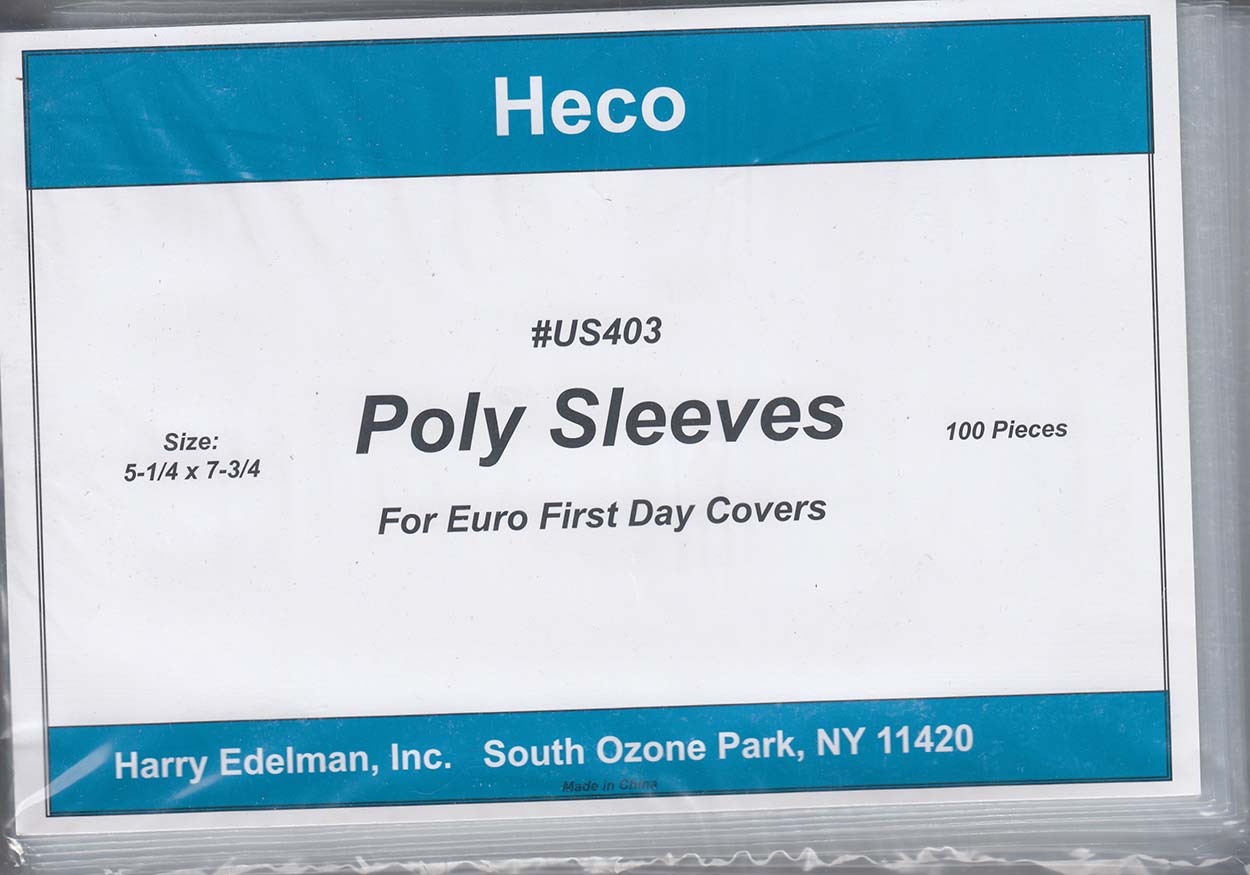 Heco
#US403
Poly Sleeves
Size:
5-1/4 x 7-3/4
100 Pieces
For Euro First Day Covers
Harry Edelman, Inc. South Ozone Park, NY 11420
Made in China